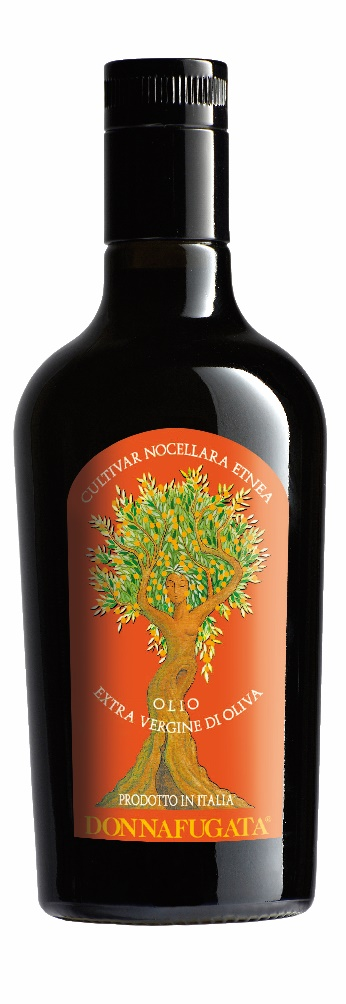 CULTIVAR NOCELLARA ETNEA
OLIO
EXTRA VERGINE DI OLIVA
PRODOTTO IN ITALIA
DONNAFUGATA®